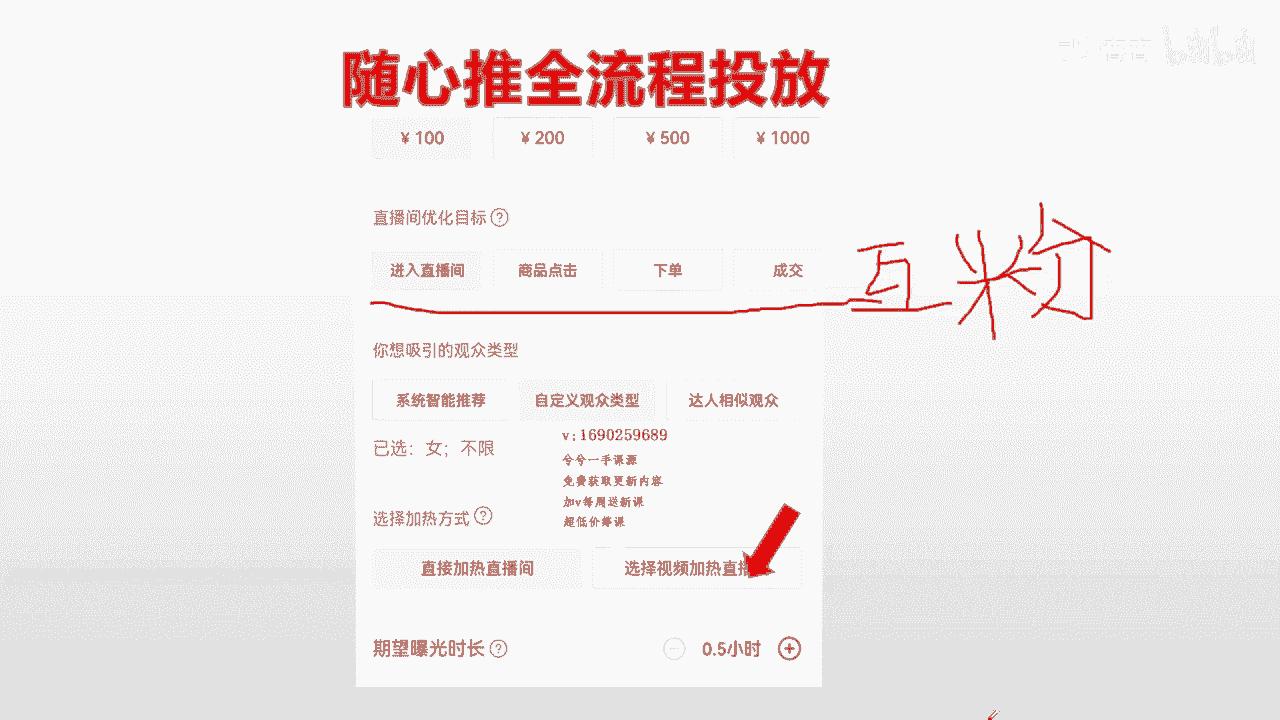 随心推全流程投放
¥ 100 ¥ 200 ¥ 500 ¥ 1000
直播间优化目标 ?
进入直播间 商品点击 下单 成交
互粉
你想吸引的观众类型
系统智能推荐 自定义观众类型 达人相似观众
已选: 女; 不限
v:1690259689
兮兮一手课源
免费获取更新内容
加v每周送新课
超低价筹课
选择加热方式 ?
直接加热直播间 选择视频加热直播
期望曝光时长 ? 0.5小时